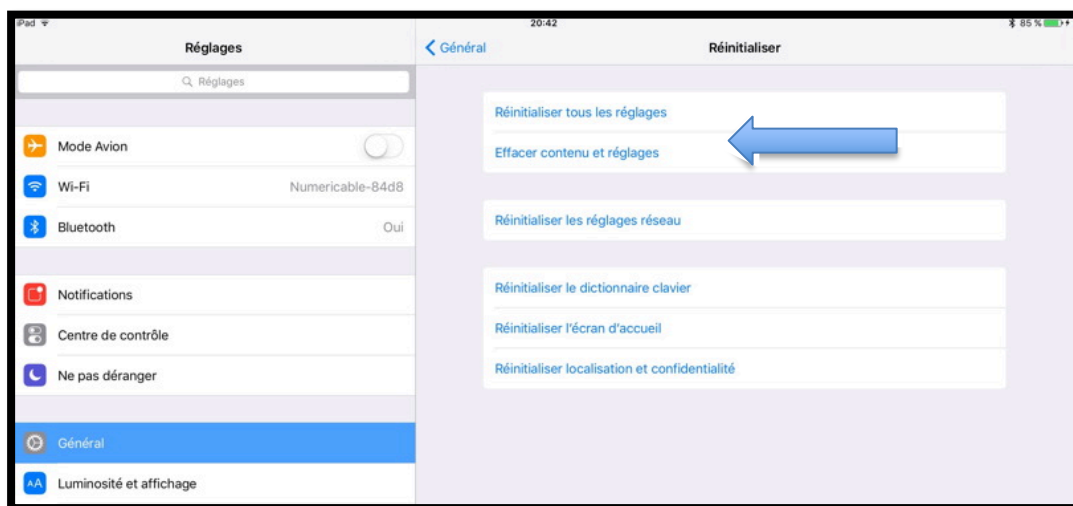 iPad
20:42
85 %
Réglages
Général
Réinitialiser
Réglages
Mode Avion
Wi-Fi
Numericable-84d8
Bluetooth
Oui
Notifications
Centre de contrôle
Ne pas déranger
Général
AA
Luminosité et affichage
Réinitialiser tous les réglages
Effacer contenu et réglages
Réinitialiser les réglages réseau
Réinitialiser le dictionnaire clavier
Réinitialiser l'écran d'accueil
Réinitialiser localisation et confidentialité